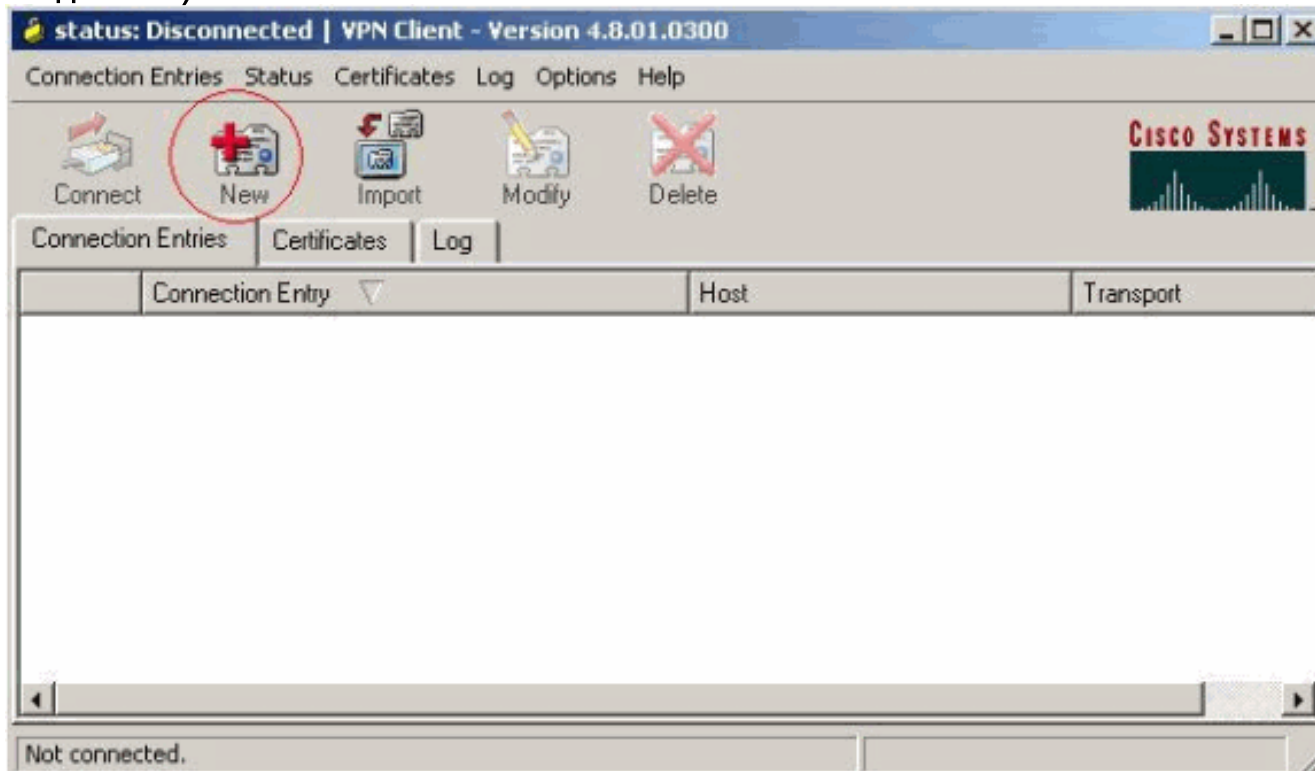 status: Disconnected | VPN Client - Version 4.8.01.0300
Connection Entries Status Certificates Log Options Help
CISCO SYSTEMS
Connect New Import Modify Delete
Connection Entries Certificates Log
Connection Entry Host Transport
Not connected.